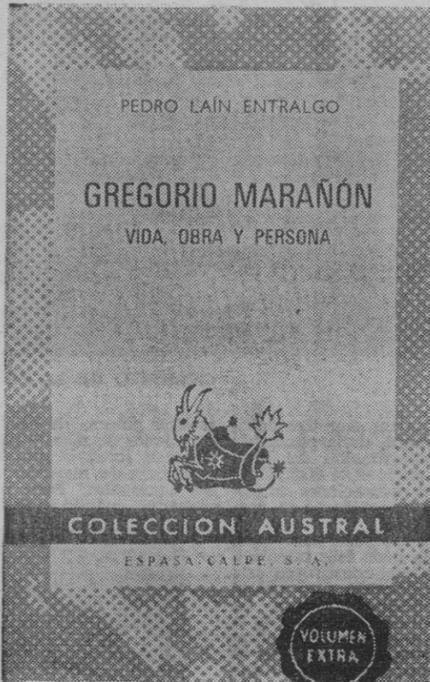 PEDRO LAÍN ENTRALGO
GREGORIO MARAÑÓN
VIDA, OBRA Y PERSONA
COLECCIÓN AUSTRAL
ESPASA-CALPE, S. A.
VOLUMEN
EXTRA